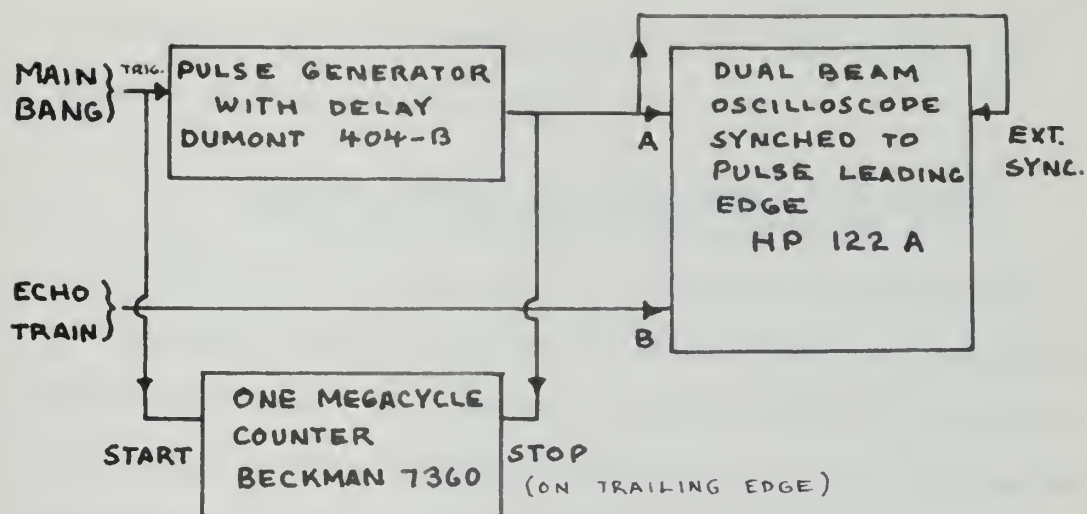 MAIN
BANG
TRIG.
PULSE GENERATOR
WITH DELAY
DUMONT 404-B
A
DUAL BEAM
OSCILLOSCOPE
SYNCHED TO
PULSE LEADING
EDGE
HP 122 A
EXT.
SYNC.
ECHO
TRAIN
B
START
ONE MEGACYCLE
COUNTER
BECKMAN 7360
STOP
(ON TRAILING EDGE)